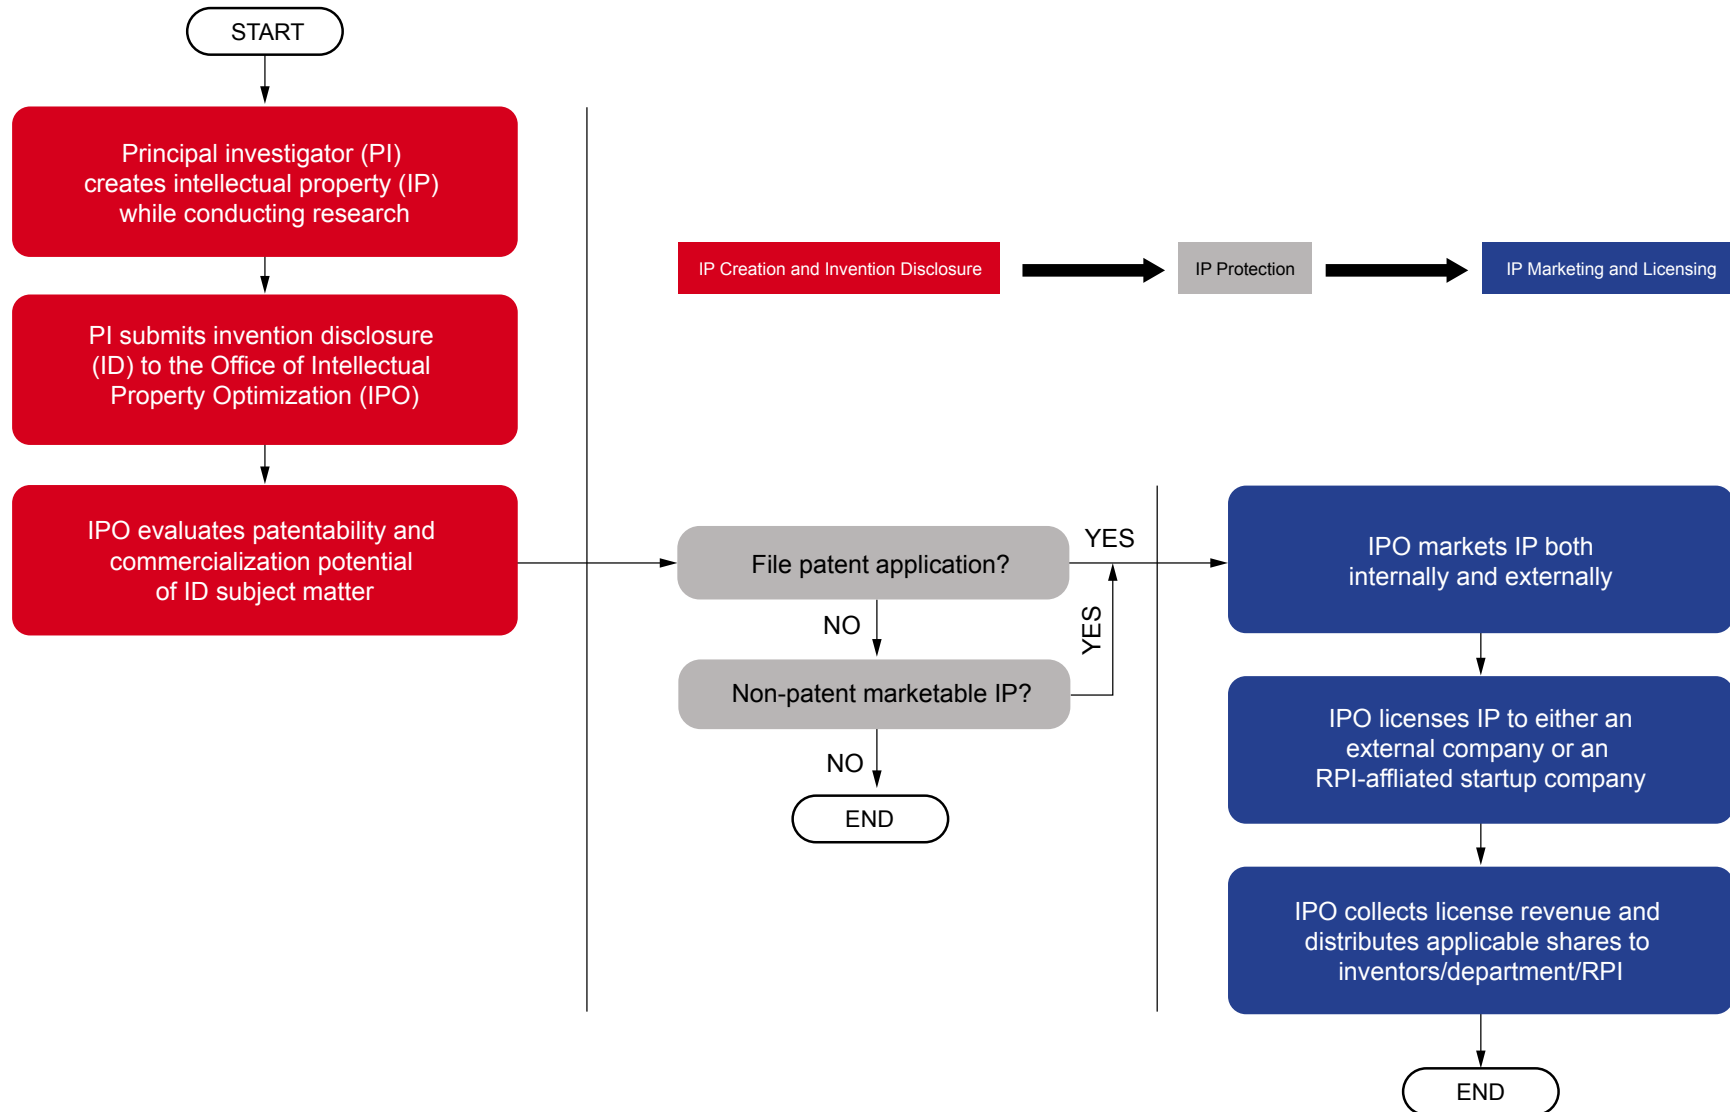 START
Principal investigator (PI)
creates intellectual property (IP)
while conducting research
PI submits invention disclosure
(ID) to the Office of Intellectual
Property Optimization (IPO)
IPO evaluates patentability and
commercialization potential
of ID subject matter
IP Creation and Invention Disclosure
IP Protection
IP Marketing and Licensing
File patent application?
YES
NO
YES
Non-patent marketable IP?
NO
END
IPO markets IP both
internally and externally
IPO licenses IP to either an
external company or an
RPI-affliated startup company
IPO collects license revenue and
distributes applicable shares to
inventors/department/RPI
END